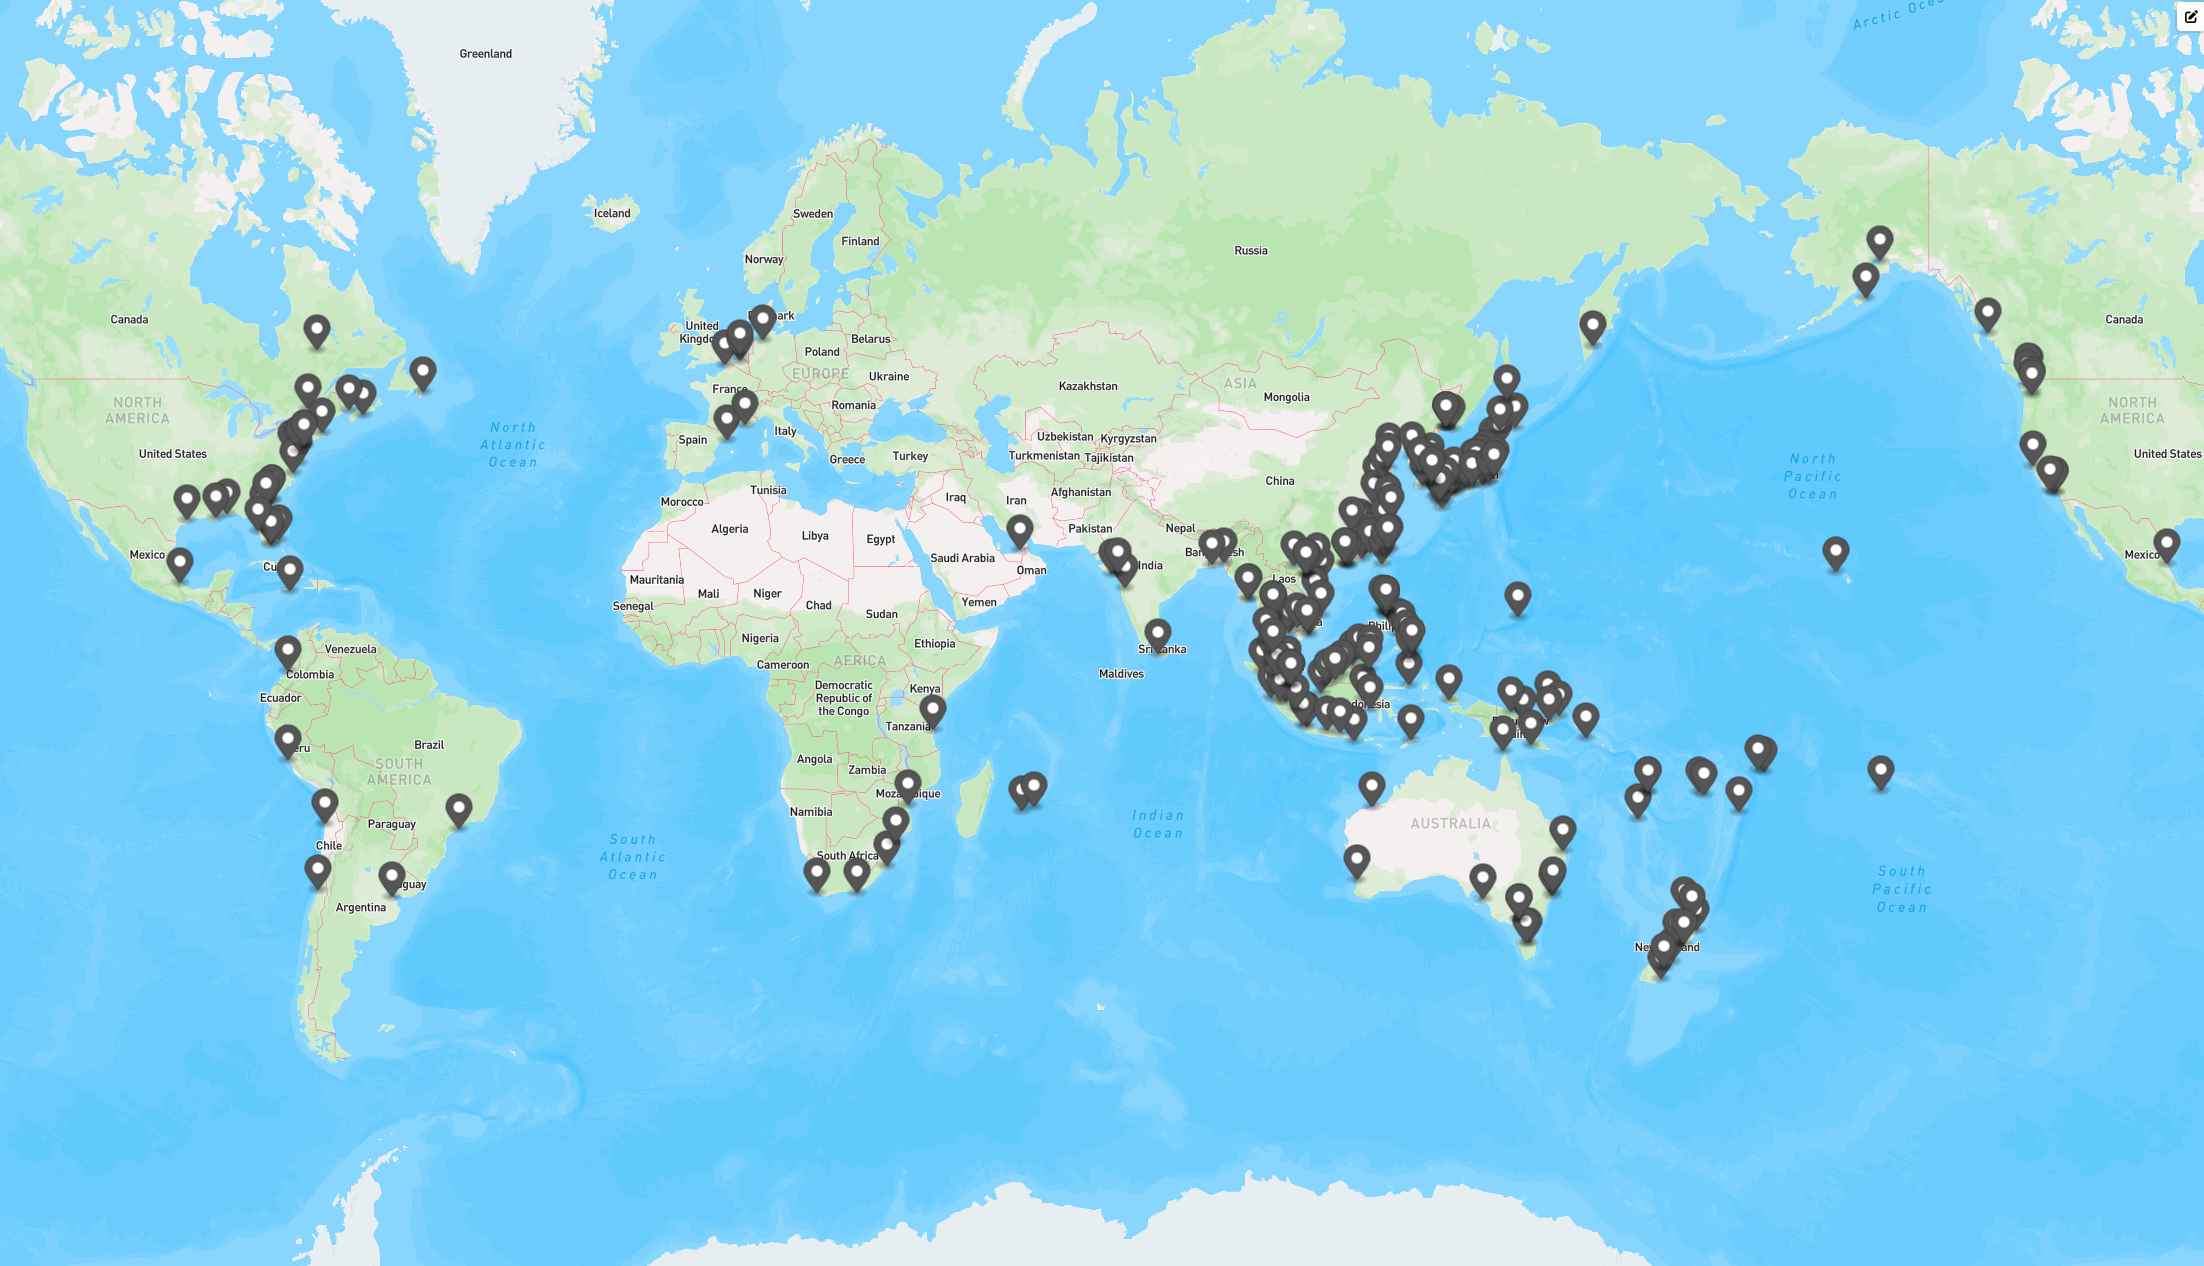 Arctic Ocea
Greenland
Iceland
Sweden
Finland
Norway
Russia
Canada
Canada
United
Kingdo
mark
Belarus
Poland
EUROPE
Ukraine
France
Kazakhstan
ASIA
Mongolia
NORTH
AMERICA
NORTH
AMERICA
Romania
Italy
Spain
North
Atlantic
Ocean
Uzbekistan
Kyrgyzstan
Greece
Turkey
Turkmenistan
Tajikistan
United States
United States
North
Pacific
Ocean
China
Tunisia
Morocco
Iraq
Iran
Afghanistan
Algeria
Libya
Egypt
Pakistan
Nepal
Mexico
Mexico
Saudi Arabia
Ban
desh
India
Cu
Oman
Mauritania
Laos
Mali
Niger
Chad
Yemen
Senegal
Sudan
Phili
Nigeria
Ethiopia
Venezuela
Sri Lanka
Cameroon
AFRICA
Colombia
Maldives
Democratic
Republic of
the Congo
Kenya
Ecuador
donesia
Tanzania
Brazil
eru
Angola
SOUTH
AMERICA
Zambia
Moza
bique
Namibia
Indian
Ocean
AUSTRALIA
Paraguay
Chile
South
Atlantic
Ocean
South Africa
South
Pacific
Ocean
guay
Argentina
Ne
and